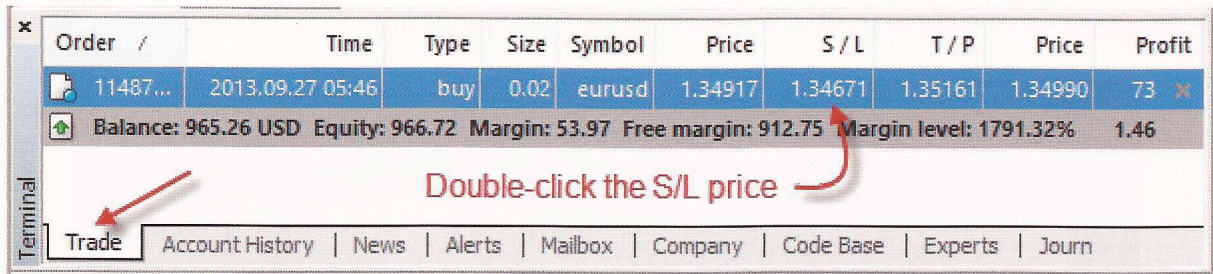 x
Order / Time Type Size Symbol Price S / L T / P Price Profit
11487... 2013.09.27 05:46 buy 0.02 eurusd 1.34917 1.34671 1.35161 1.34990 73 x
Balance: 965.26 USD Equity: 966.72 Margin: 53.97 Free margin: 912.75 Margin level: 1791.32% 1.46
Double-click the S/L price
Terminal
Trade | Account History | News | Alerts | Mailbox | Company | Code Base | Experts | Journ